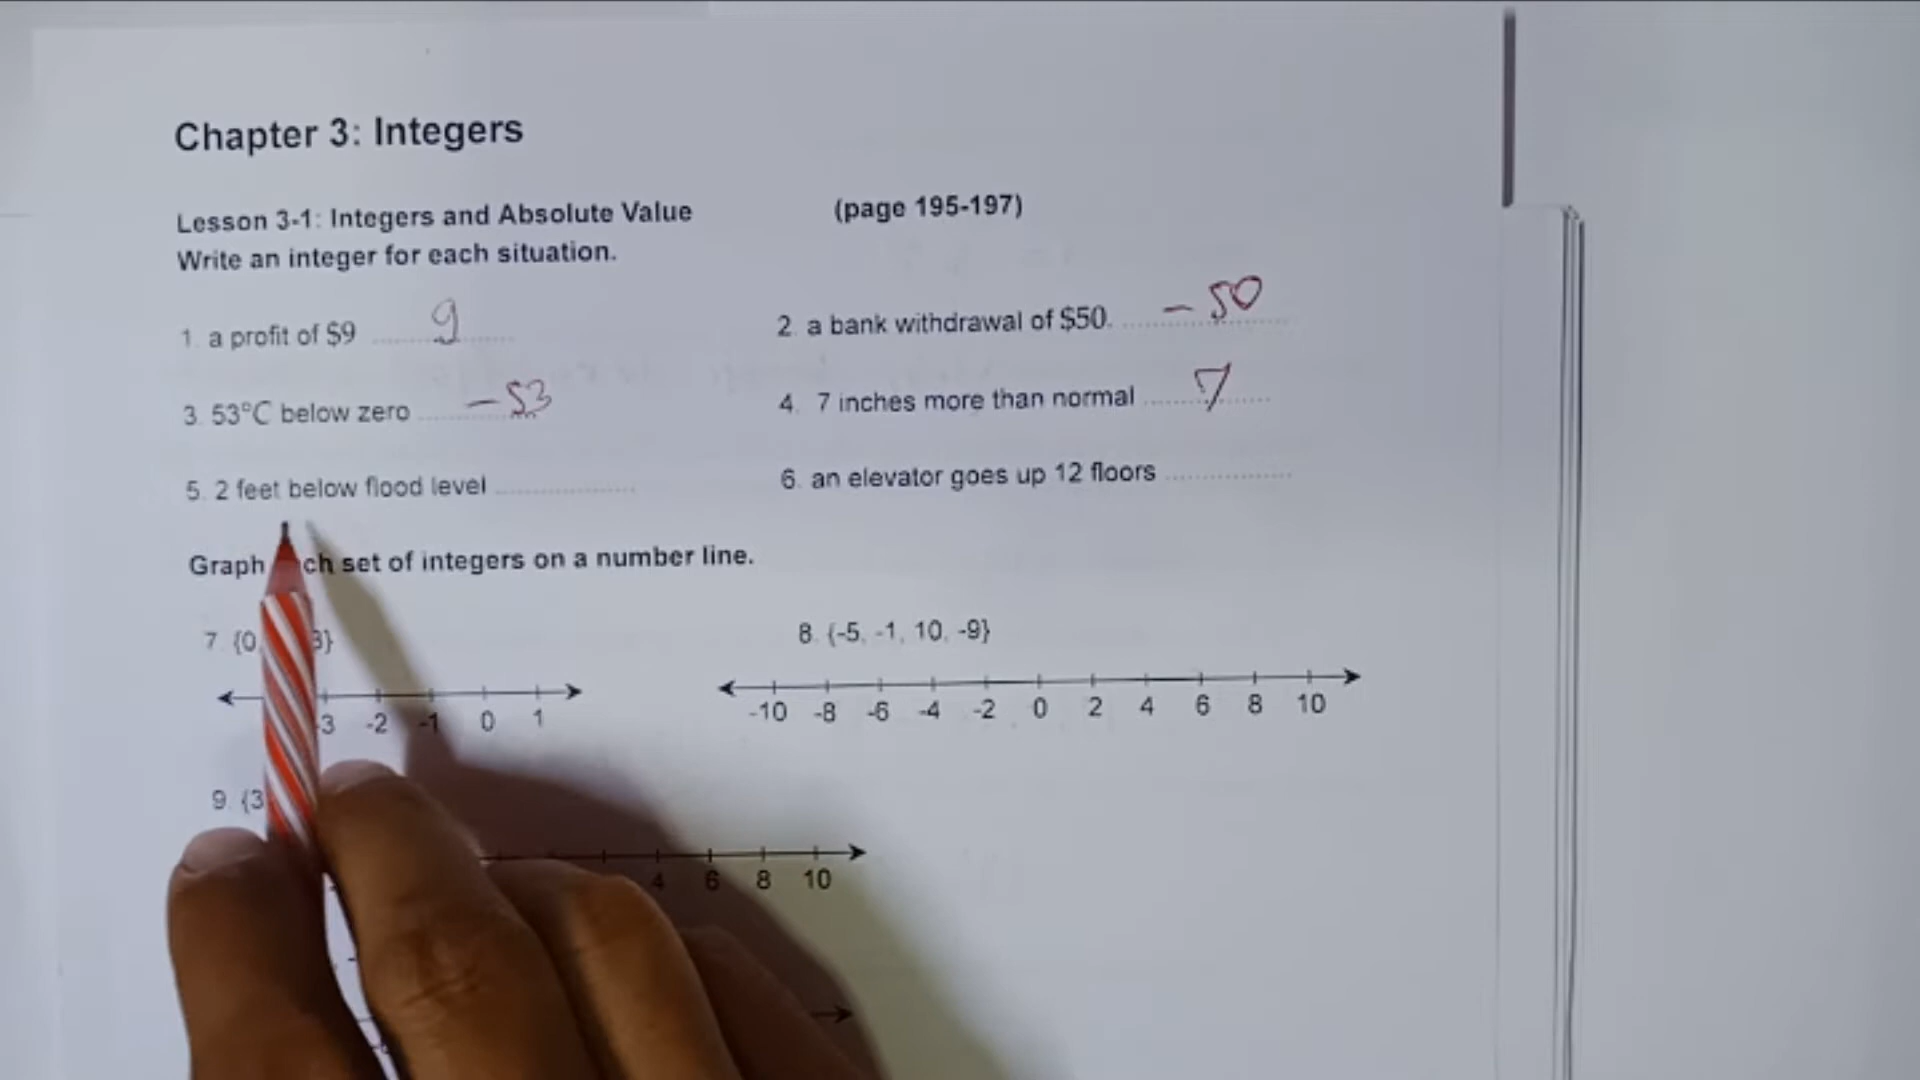 Chapter 3: Integers
Lesson 3-1: Integers and Absolute Value (page 195-197)
Write an integer for each situation.
1. a profit of $9 9
2. a bank withdrawal of $50. -50
3. 53°C below zero -53
4. 7 inches more than normal 7
5. 2 feet below flood level
6. an elevator goes up 12 floors
Graph set of integers on a number line.
7. {0, 3}
8. {-5, -1, 10, -9}
-3 -2 -1 0 1
-10 -8 -6 -4 -2 0 2 4 6 8 10
9. {3
4 6 8 10